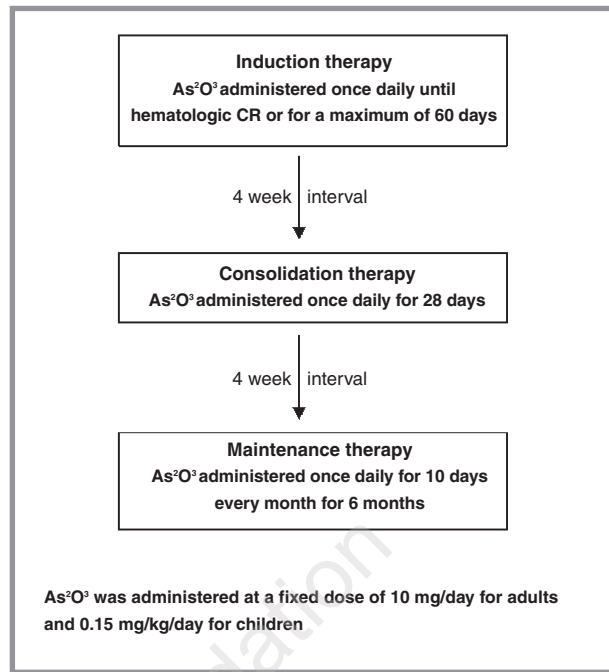 Induction therapy
As²O³ administered once daily until
hematologic CR or for a maximum of 60 days
4 week interval
Consolidation therapy
As²O³ administered once daily for 28 days
4 week interval
Maintenance therapy
As²O³ administered once daily for 10 days
every month for 6 months
As²O³ was administered at a fixed dose of 10 mg/day for adults
and 0.15 mg/kg/day for children